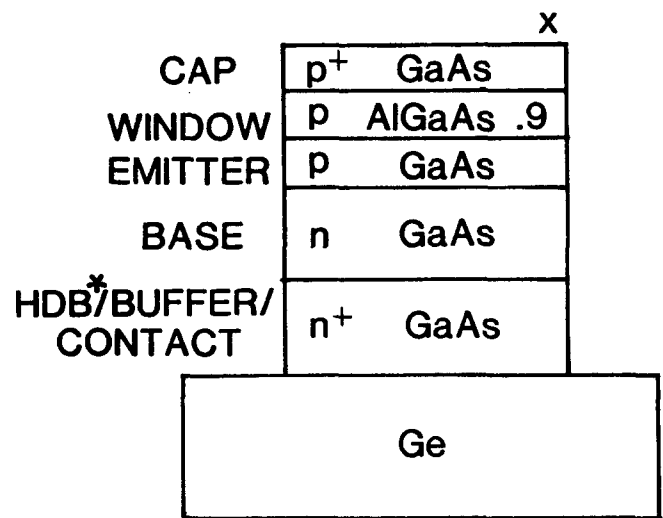 x
CAP p+ GaAs
WINDOW p AlGaAs .9
EMITTER p GaAs
BASE n GaAs
HDB*/BUFFER/
CONTACT n+ GaAs
Ge